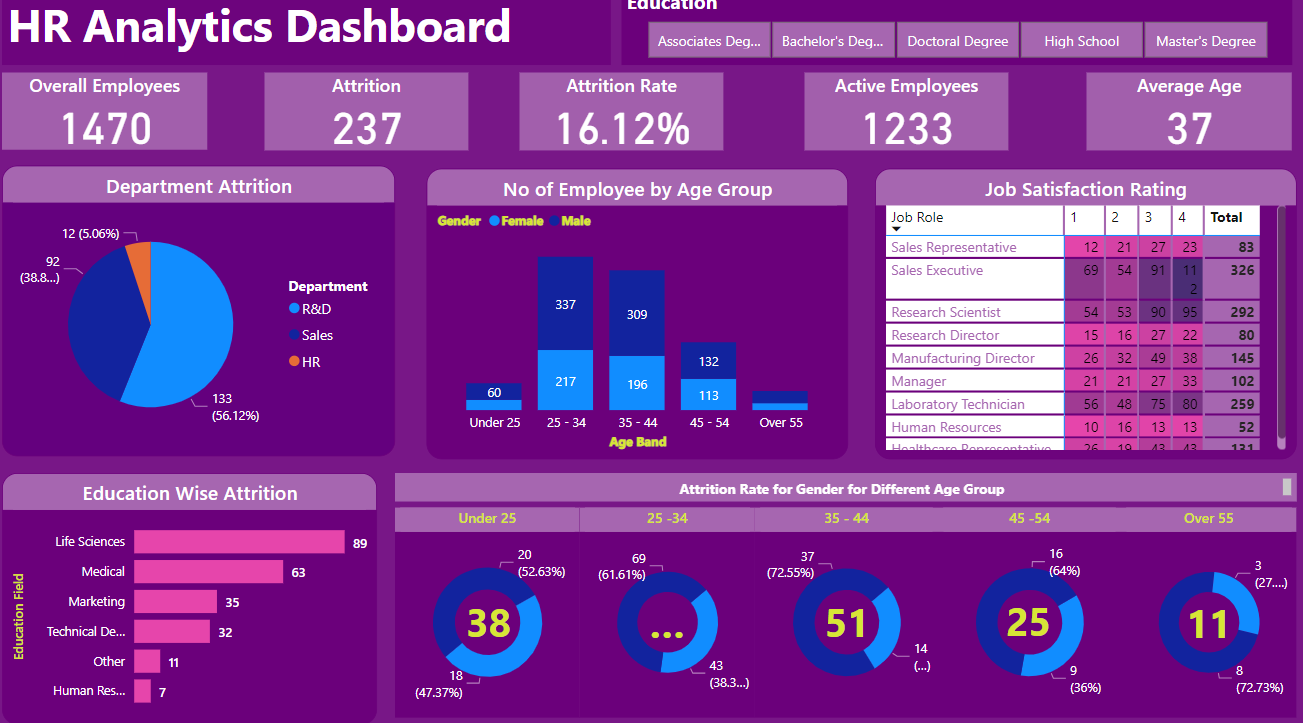 HR Analytics Dashboard
Education
Associates Deg... Bachelor's Deg... Doctoral Degree High School Master's Degree
Overall Employees
1470
Attrition
237
Attrition Rate
16.12%
Active Employees
1233
Average Age
37
Department Attrition
12 (5.06%)
92
(38.8...)
133
(56.12%)
Department
R&D
Sales
HR
No of Employee by Age Group
Gender Female Male
337
309
60
217
196
132
113
Under 25 25 - 34 35 - 44 45 - 54 Over 55
Age Band
Job Satisfaction Rating
Job Role 1 2 3 4 Total
Sales Representative 12 21 27 23 83
Sales Executive 69 54 91 11 326
2
Research Scientist 54 53 90 95 292
Research Director 15 16 27 22 80
Manufacturing Director 26 32 49 38 145
Manager 21 21 27 33 102
Laboratory Technician 56 48 75 80 259
Human Resources 10 16 13 13 52
Healthcare Representative 26 19 43 43 131
Education Wise Attrition
Education Field
Life Sciences 89
Medical 63
Marketing 35
Technical De... 32
Other 11
Human Res... 7
Attrition Rate for Gender for Different Age Group
Under 25 25 -34 35 - 44 45 -54 Over 55
20
(52.63%)
38
18
(47.37%)
69
(61.61%)
...
43
(38.3...)
37
(72.55%)
51
14
(...)
16
(64%)
25
9
(36%)
3
(27....)
11
8
(72.73%)